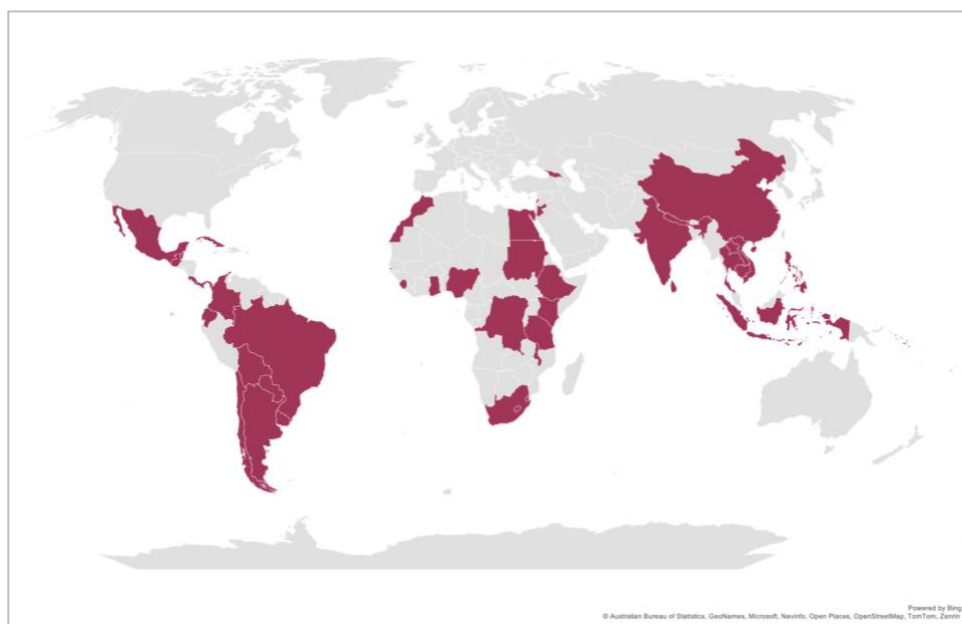 Powered by Bing
© Australian Bureau of Statistics, GeoNames, Microsoft, Navinfo, Open Places, OpenStreetMap, TomTom, Zenrin